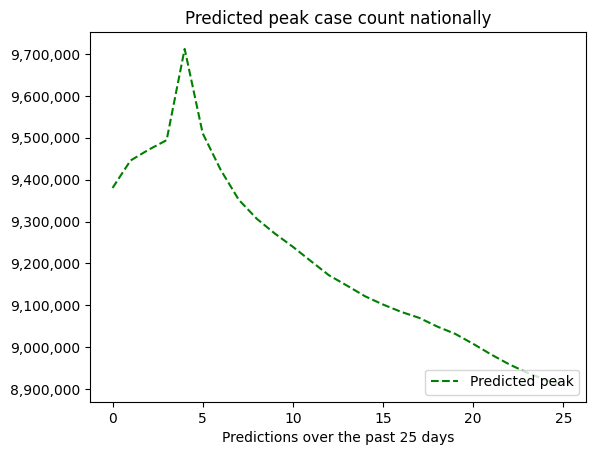 Predicted peak case count nationally
9,700,000
9,600,000
9,500,000
9,400,000
9,300,000
9,200,000
9,100,000
9,000,000
8,900,000
Predicted peak
0 5 10 15 20 25
Predictions over the past 25 days